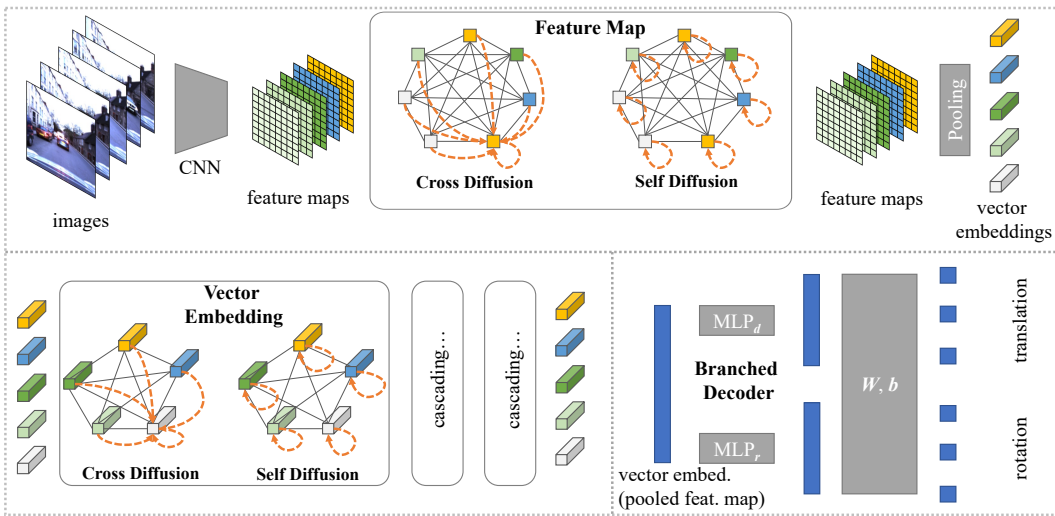 Feature Map
CNN
Cross Diffusion
Self Diffusion
Pooling
images
feature maps
feature maps
vector
embeddings
Vector
Embedding
Cross Diffusion
Self Diffusion
cascading…
cascading…
MLP_d
Branched
Decoder
MLP_r
vector embed.
(pooled feat. map)
W, b
translation
rotation